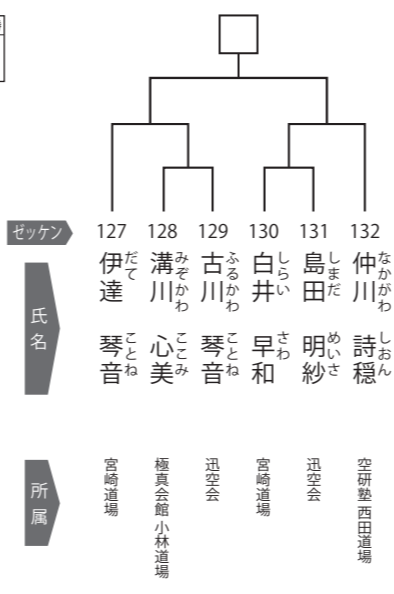 ゼッケン
127 128 129 130 131 132
氏名
伊達 琴音
だて ことね
溝川 心美
みぞかわ ここみ
古川 琴音
ふるかわ ことね
白井 早和
しらい さわ
島田 明紗
しまだ めいさ
仲川 詩穏
なかがわ しおん
所属
宮崎道場
極真会館 小林道場
迅空会
宮崎道場
迅空会
空研塾 西田道場